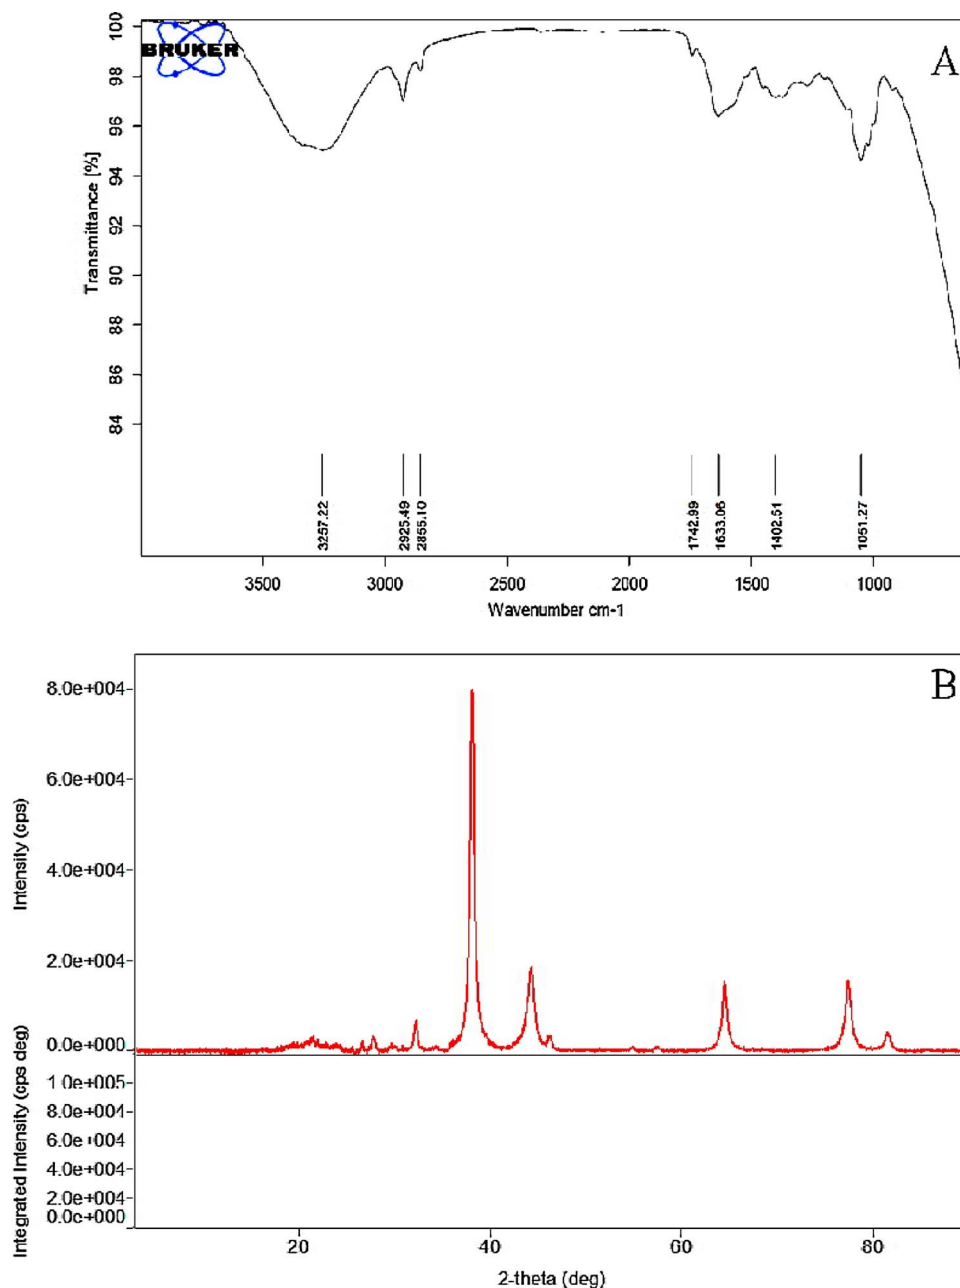 BRUKER
A
Transmittance [%]
100
98
96
94
92
90
88
86
84
3257.22
2925.49
2855.10
1742.99
1633.06
1402.51
1051.27
3500 3000 2500 2000 1500 1000
Wavenumber cm-1
B
Intensity (cps)
8.0e+004
6.0e+004
4.0e+004
2.0e+004
0.0e+000
Integrated Intensity (cps deg)
1 0e+005
8.0e+004
6.0e+004
4.0e+004
2.0e+004
0.0e+000
20 40 60 80
2-theta (deg)